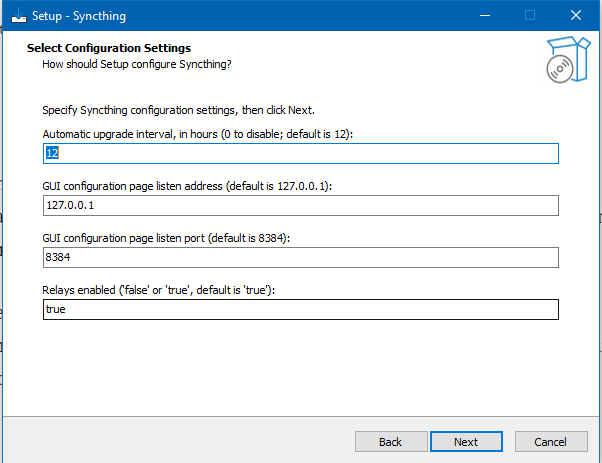 Setup - Syncthing
Select Configuration Settings
How should Setup configure Syncthing?
Specify Syncthing configuration settings, then click Next.
Automatic upgrade interval, in hours (0 to disable; default is 12):
12
GUI configuration page listen address (default is 127.0.0.1):
127.0.0.1
GUI configuration page listen port (default is 8384):
8384
Relays enabled ('false' or 'true', default is 'true'):
true
Back Next Cancel